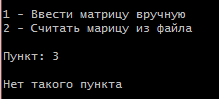 1 - Ввести матрицу вручную
2 - Считать марицу из файла
Пункт: 3
Нет такого пункта